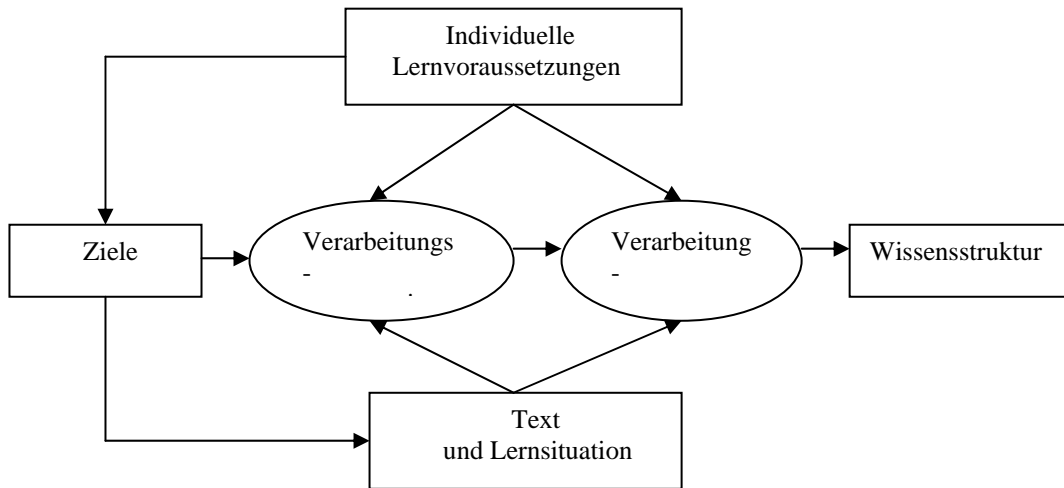 Individuelle
Lernvoraussetzungen
Ziele
Verarbeitungs
-
.
Verarbeitung
-
Wissensstruktur
Text
und Lernsituation